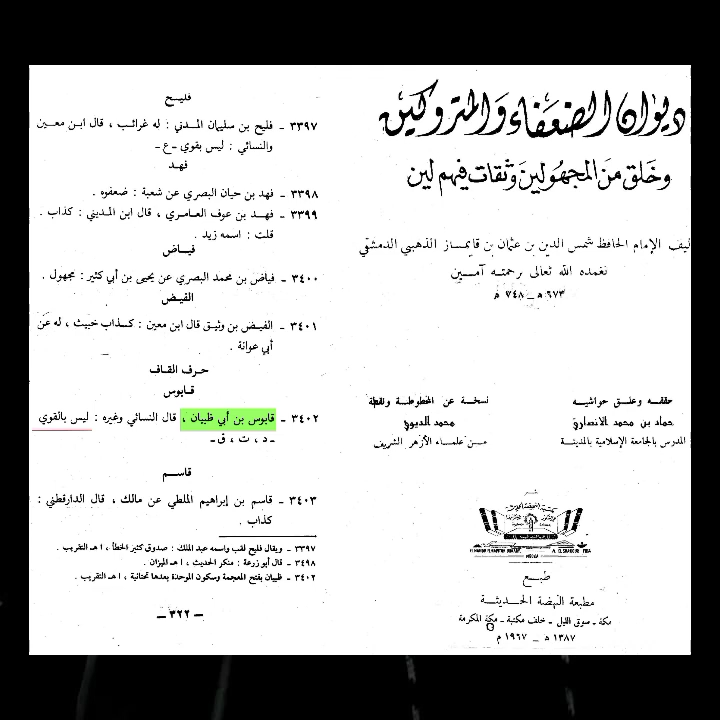 ديوان الضعفاء والمتروكين
وخلق من المجهولين وثقات فيهم لين
ليف الإمام الحافظ شمس الدين بن عثمان بن قايماز الذهبي الدمشقي
تغمده الله تعالى برحمته آمين
٦٧٣ هـ _ ٧٤٨ هـ
حققه وعلق حواشيه
حماد بن محمد الأنصاري
المدرس بالجامعة الإسلامية بالمدينة
نسخة عن المخطوطة ونقطة
محمد الديوي
من علماء الأزهر الشريف
طبع
مطبعة النهضة الحديثة
مكة ـ سوق الليل ـ خلف مكتبة ـ مكة المكرمة
١٣٨٧ هـ _ ١٩٦٧ م
فليح
٣٣٩٧ ـ فليح بن سليمان المدني : له غرائب ، قال ابن معين
والنسائي : ليس بقوي ـ ع ـ
فهد
٣٣٩٨ ـ فهد بن حيان البصري عن شعبة : ضعفوه .
٣٣٩٩ ـ فهد بن عوف العامري ، قال ابن المديني : كذاب .
قلت : اسمه زيد .
فياض
٣٤٠٠ ـ فياض بن محمد البصري عن يحيى بن أبي كثير : مجهول .
الفيض
٣٤٠١ ـ الفيض بن وثيق قال ابن معين : كذاب خبيث ، له عن
أبي عوانة .
حرف القاف
قابوس
٣٤٠٢ ـ قابوس بن أبي ظبيان ، قال النسائي وغيره : ليس بالقوي
ـ د ، ت ، ق ـ
قاسم
٣٤٠٣ ـ قاسم بن إبراهيم الملطي عن مالك ، قال الدارقطني :
كذاب .
٣٣٩٧ ـ ويقال فليح لقب واسمه عبد الملك : صدوق كثير الخطأ ، ا هـ التقريب .
٣٤٩٨ ـ قال أبو زرعة : منكر الحديث ، ا هـ الميزان .
٣٤٠٢ ـ ظبيان بفتح المعجمة وسكون الموحدة بعدها تحتانية ، ا هـ التقريب .
ـ ٣٢٢ ـ